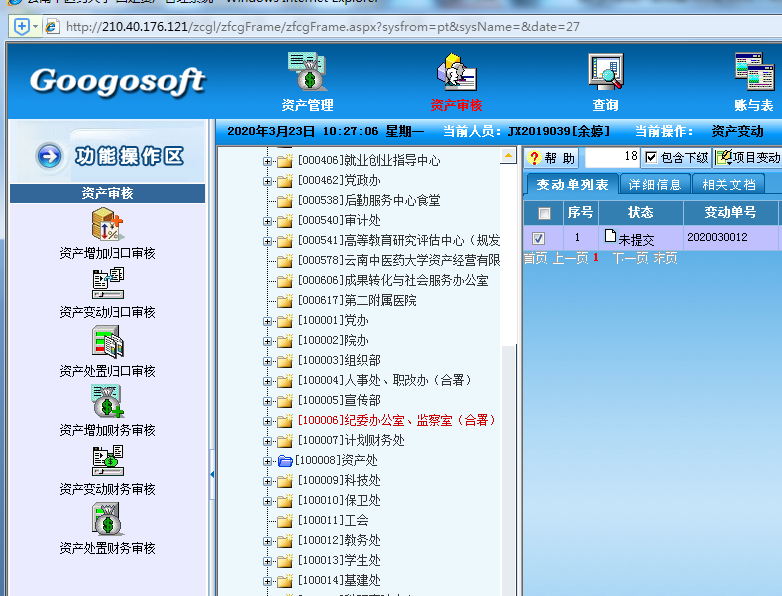 http://210.40.176.121/zcgl/zfcgFrame/zfcgFrame.aspx?sysfrom=pt&sysName=&date=27
Googosoft
资产管理
资产审核
查询
账与表
2020年3月23日 10:27:06 星期一 当前人员：JX2019039[余婷] 当前操作： 资产变动
功能操作区
资产审核
资产增加归口审核
资产变动归口审核
资产处置归口审核
资产增加财务审核
资产变动财务审核
资产处置财务审核
[000406]就业创业指导中心
[000462]党政办
[000538]后勤服务中心食堂
[000540]审计处
[000541]高等教育研究评估中心（规发
[000578]云南中医药大学资产经营有限
[000606]成果转化与社会服务办公室
[000617]第二附属医院
[100001]党办
[100002]院办
[100003]组织部
[100004]人事处、职改办（合署）
[100005]宣传部
[100006]纪委办公室、监察室（合署）
[100007]计划财务处
[100008]资产处
[100009]科技处
[100010]保卫处
[100011]工会
[100012]教务处
[100013]学生处
[100014]基建处
帮 助 18 包含下级 项目变动
变动单列表 详细信息 相关文档
序号 状态 变动单号
1 未提交 2020030012
首页 上一页 1 下一页 末页